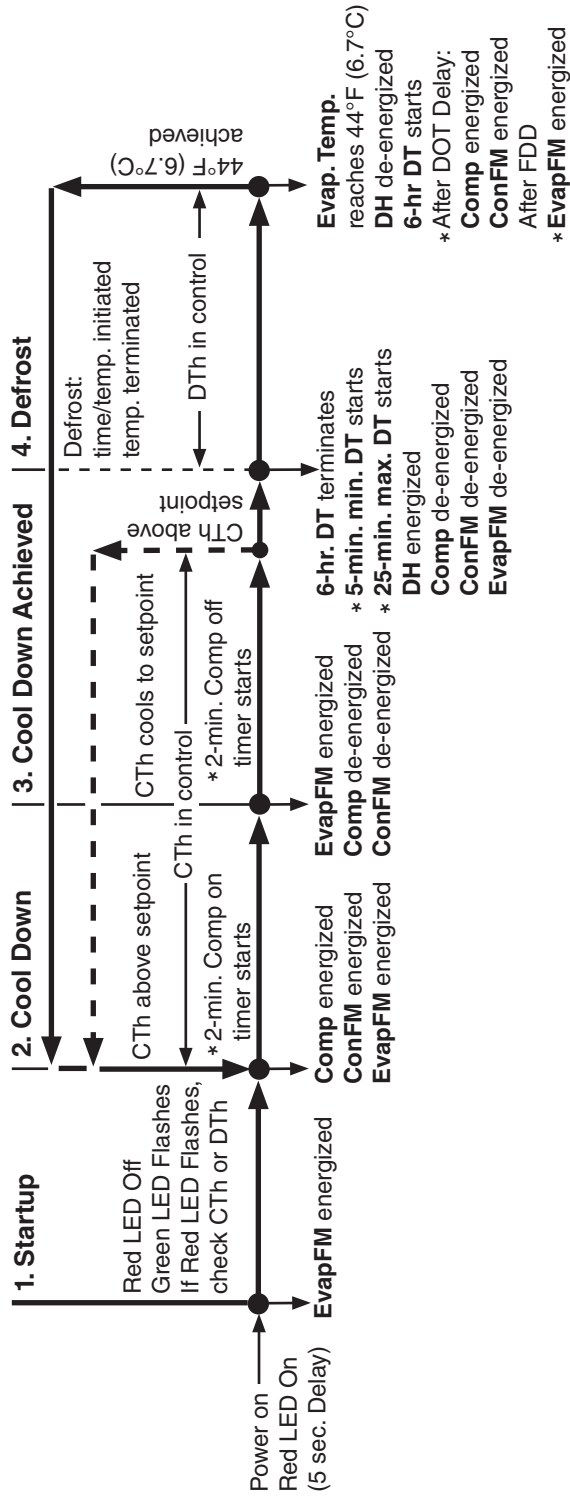 1. Startup
2. Cool Down
3. Cool Down Achieved
4. Defrost
Power on
Red LED On
(5 sec. Delay)
Red LED Off
Green LED Flashes
If Red LED Flashes,
check CTh or DTh
EvapFM energized
CTh above setpoint
CTh in control
*2-min. Comp on
timer starts
Comp energized
ConFM energized
EvapFM energized
CTh cools to setpoint
*2-min. Comp off
timer starts
EvapFM energized
Comp de-energized
ConFM de-energized
CTh above
setpoint
Defrost:
time/temp. initiated
temp. terminated
DTh in control
6-hr. DT terminates
* 5-min. min. DT starts
* 25-min. max. DT starts
DH energized
Comp de-energized
ConFM de-energized
EvapFM de-energized
44°F (6.7°C)
achieved
Evap. Temp.
reaches 44°F (6.7°C)
DH de-energized
6-hr DT starts
* After DOT Delay:
Comp energized
ConFM energized
After FDD
* EvapFM energized